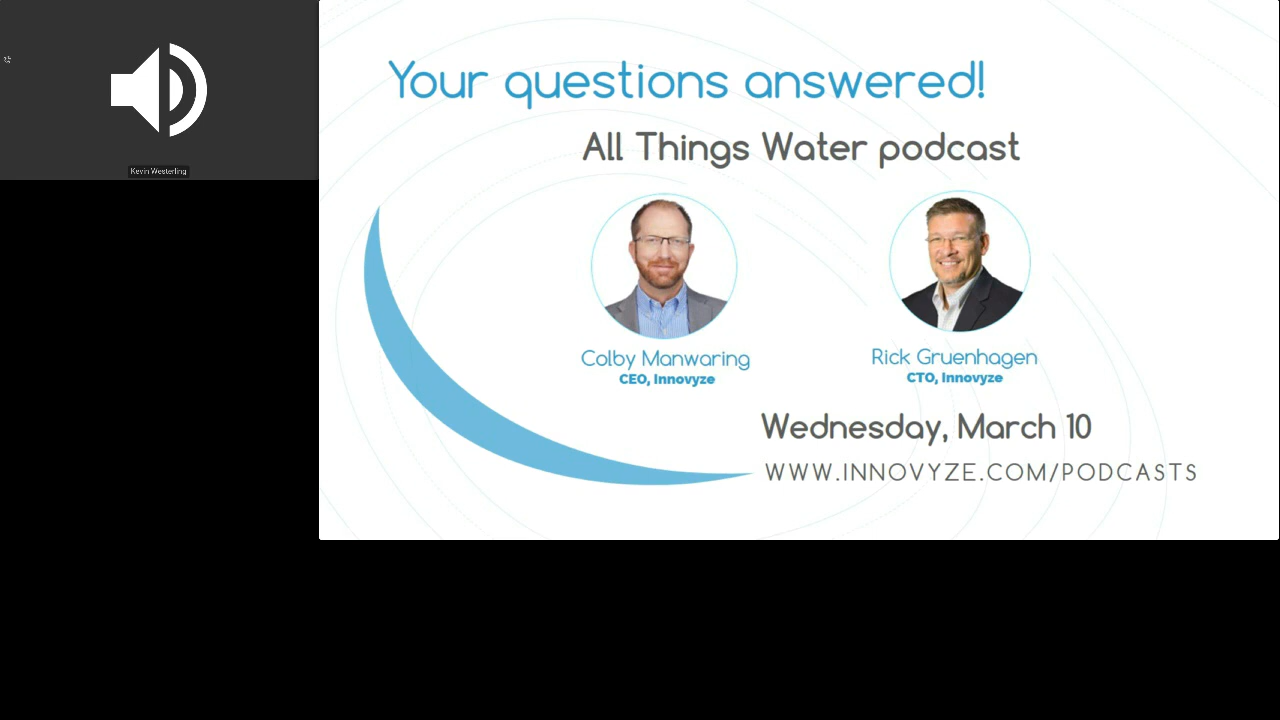 Kevin Westerling
Your questions answered!
All Things Water podcast
Colby Manwaring
CEO, Innovyze
Rick Gruenhagen
CTO, Innovyze
Wednesday, March 10
WWW.INNOVYZE.COM/PODCASTS